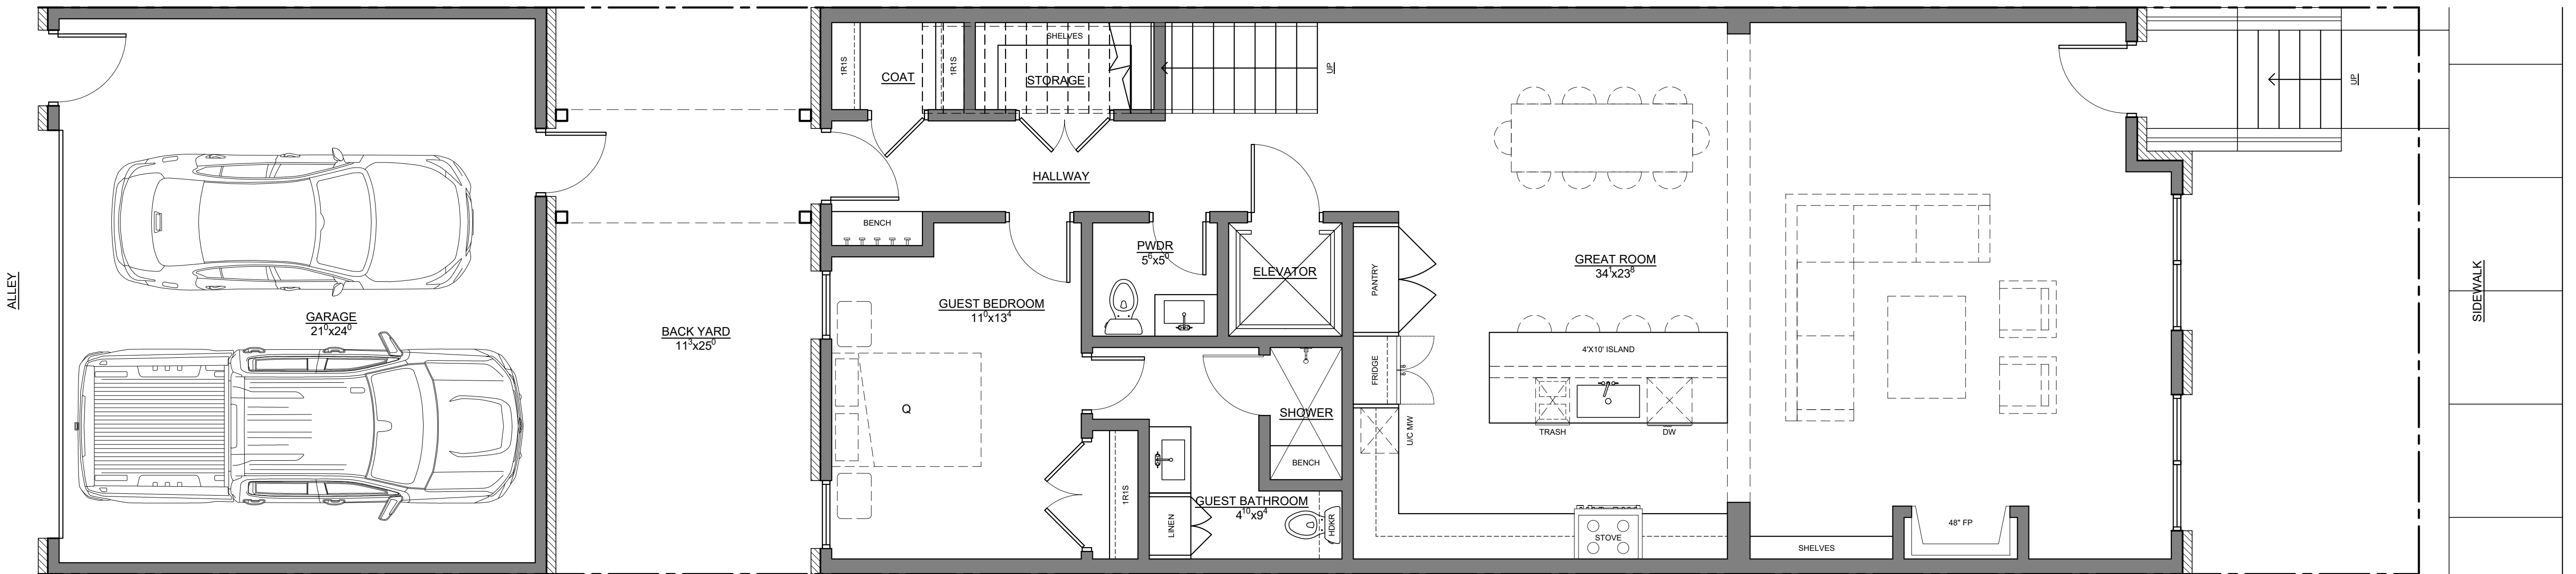 ALLEY
GARAGE
21⁰x24⁰
BACK YARD
11³x25⁰
1R1S
COAT
1R1S
SHELVES
STORAGE
UP
HALLWAY
BENCH
GUEST BEDROOM
11⁰x13⁴
Q
PWDR
5⁶x5⁰
ELEVATOR
PANTRY
FRIDGE
U/C MW
SHOWER
BENCH
1R1S
LINEN
GUEST BATHROOM
4¹⁰x9⁴
HDKR
GREAT ROOM
34¹x23⁸
4'X10' ISLAND
TRASH
DW
STOVE
SHELVES
48" FP
UP
SIDEWALK